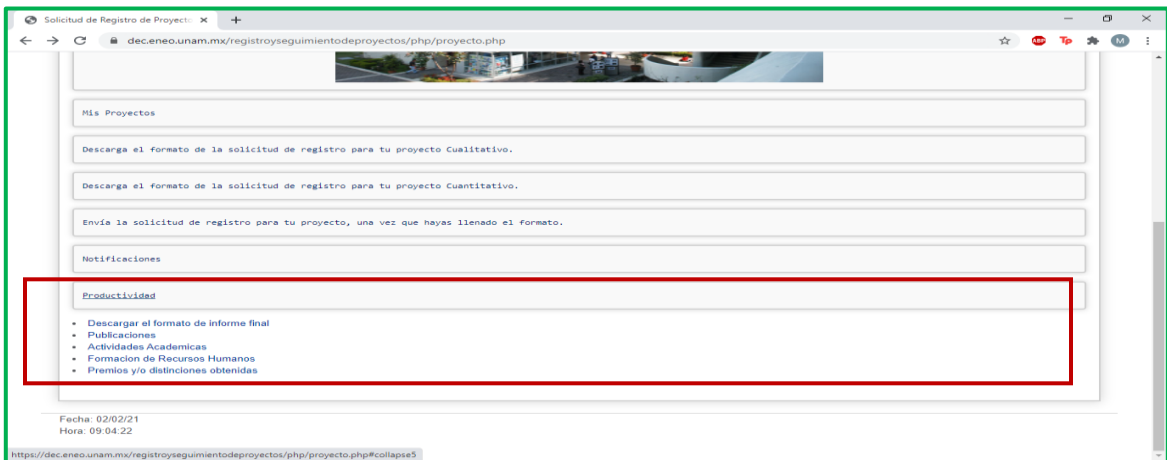 Solicitud de Registro de Proyecto
dec.eneo.unam.mx/registroyseguimientodeproyectos/php/proyecto.php
ABP
Tp
M
Mis Proyectos
Descarga el formato de la solicitud de registro para tu proyecto Cualitativo.
Descarga el formato de la solicitud de registro para tu proyecto Cuantitativo.
Envía la solicitud de registro para tu proyecto, una vez que hayas llenado el formato.
Notificaciones
Productividad
Descargar el formato de informe final
Publicaciones
Actividades Academicas
Formacion de Recursos Humanos
Premios y/o distinciones obtenidas
Fecha: 02/02/21
Hora: 09:04:22
https://dec.eneo.unam.mx/registroyseguimientodeproyectos/php/proyecto.php#collapse5